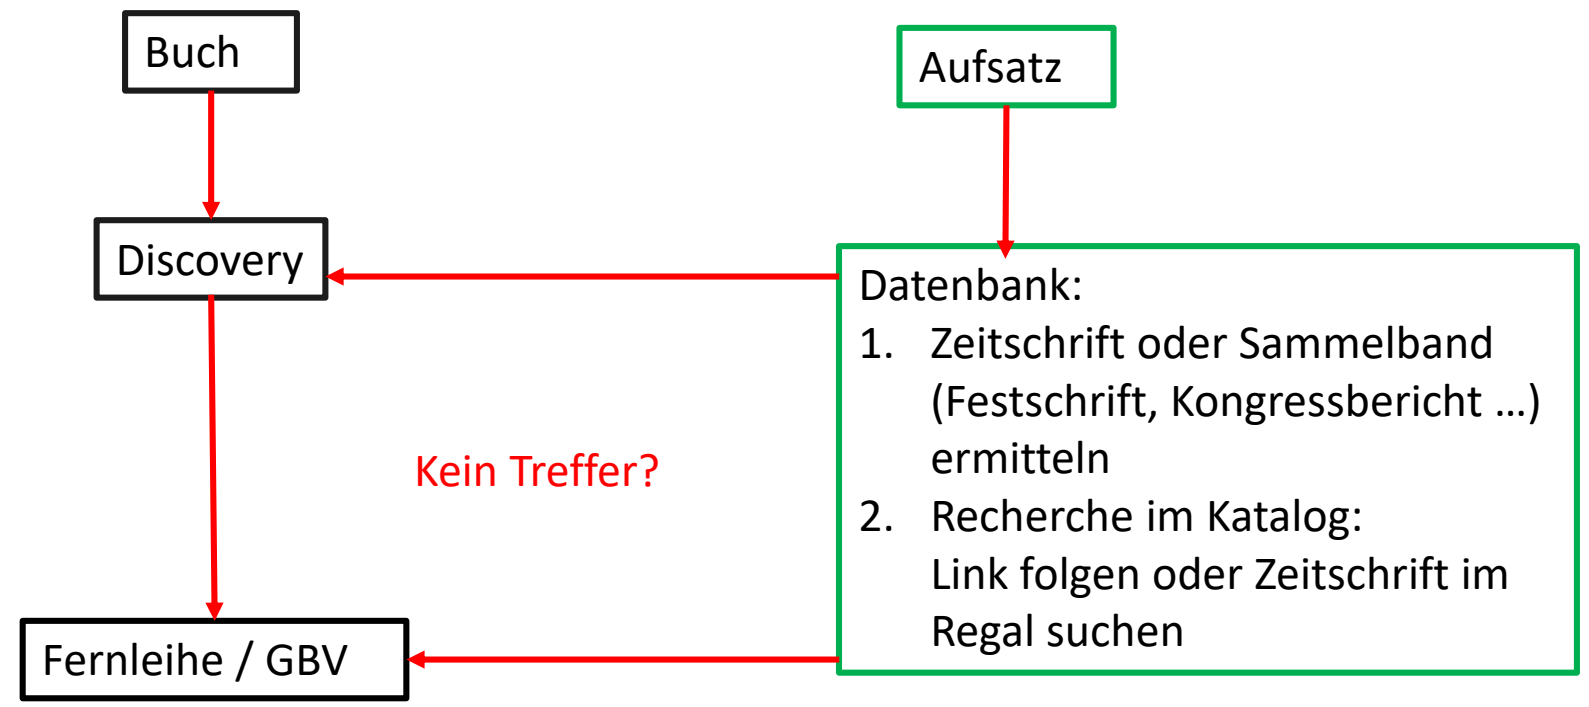 Buch
Aufsatz
Discovery
Datenbank:
1. Zeitschrift oder Sammelband
(Festschrift, Kongressbericht …)
ermitteln
2. Recherche im Katalog:
Link folgen oder Zeitschrift im
Regal suchen
Kein Treffer?
Fernleihe / GBV